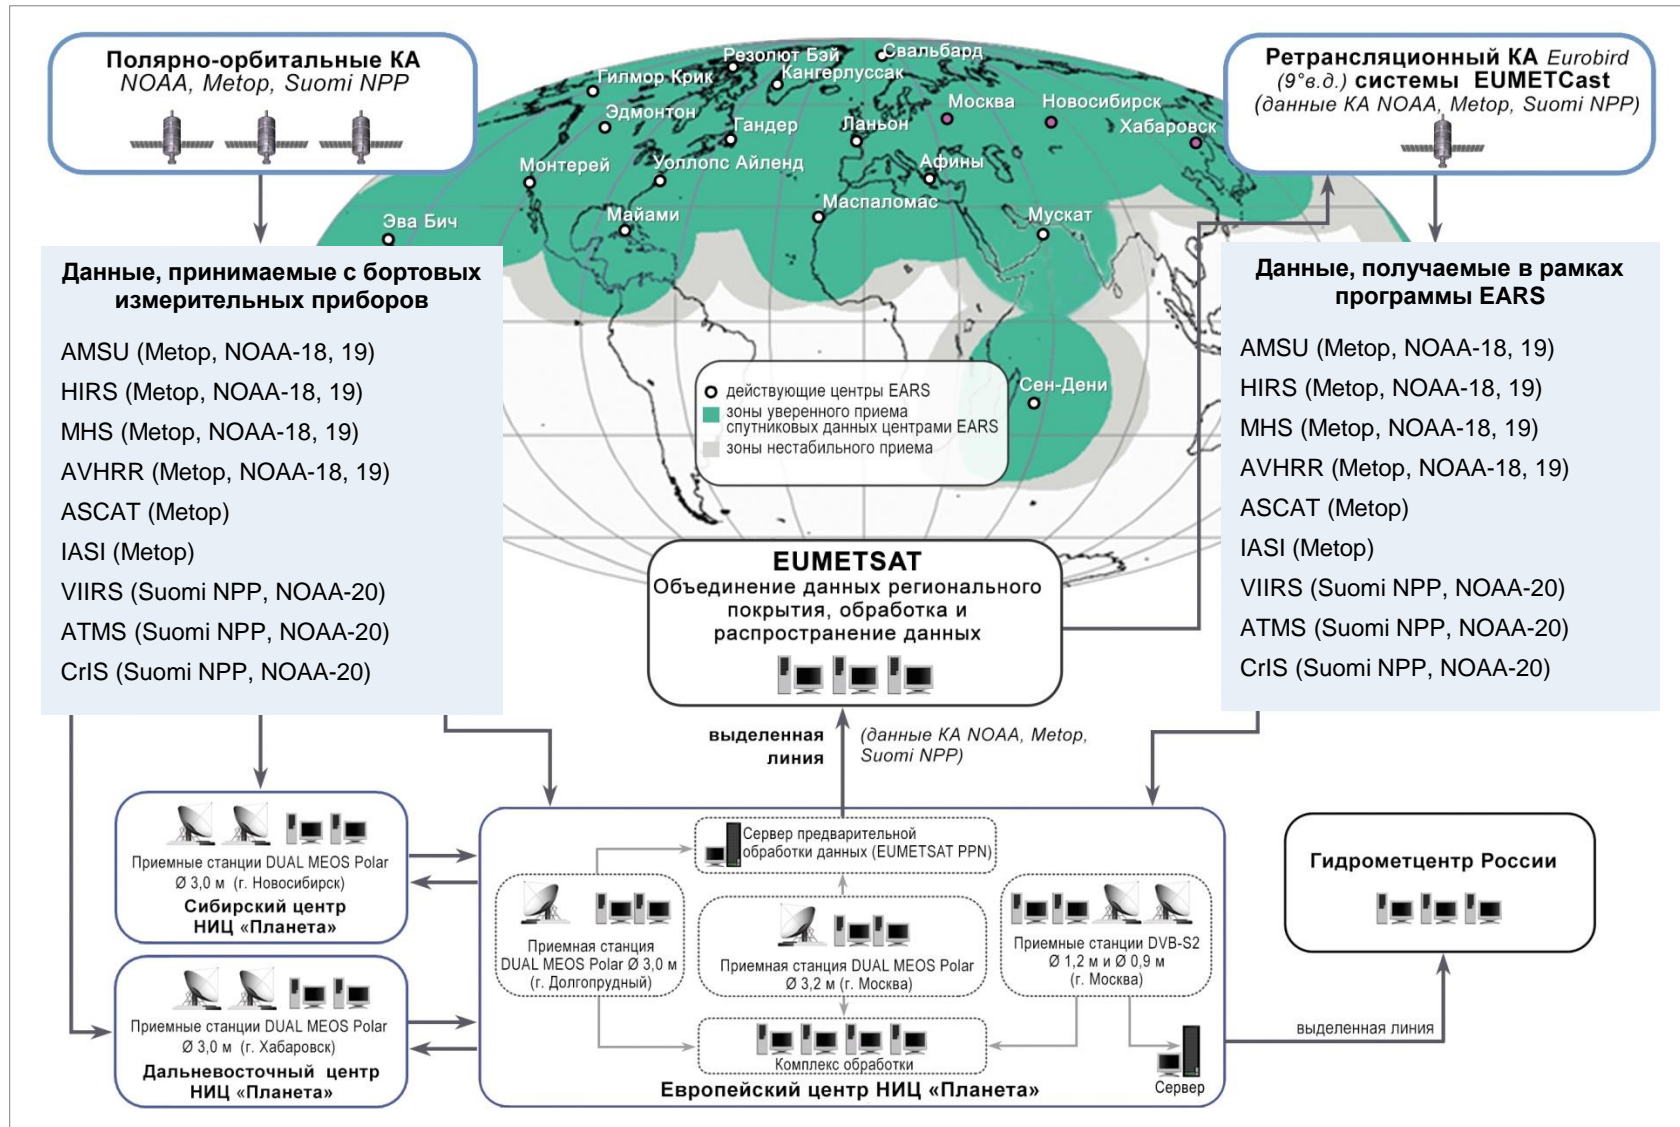 Полярно-орбитальные КА
NOAA, Metop, Suomi NPP
Ретрансляционный КА Eurobird
(9°в.д.) системы EUMETCast
(данные КА NOAA, Metop, Suomi NPP)
Резолют Бэй
Свальбард
Гилмор Крик
Кангерлуссак
Эдмонтон
Москва
Новосибирск
Гандер
Ланьон
Хабаровск
Монтерей
Уоллопс Айленд
Афины
Маспаломас
Эва Бич
Майами
Мускат
Сен-Дени
Данные, принимаемые с бортовых
измерительных приборов
AMSU (Metop, NOAA-18, 19)
HIRS (Metop, NOAA-18, 19)
MHS (Metop, NOAA-18, 19)
AVHRR (Metop, NOAA-18, 19)
ASCAT (Metop)
IASI (Metop)
VIIRS (Suomi NPP, NOAA-20)
ATMS (Suomi NPP, NOAA-20)
CrIS (Suomi NPP, NOAA-20)
действующие центры EARS
зоны уверенного приема
спутниковых данных центрами EARS
зоны нестабильного приема
Данные, получаемые в рамках
программы EARS
AMSU (Metop, NOAA-18, 19)
HIRS (Metop, NOAA-18, 19)
MHS (Metop, NOAA-18, 19)
AVHRR (Metop, NOAA-18, 19)
ASCAT (Metop)
IASI (Metop)
VIIRS (Suomi NPP, NOAA-20)
ATMS (Suomi NPP, NOAA-20)
CrIS (Suomi NPP, NOAA-20)
EUMETSAT
Объединение данных регионального
покрытия, обработка и
распространение данных
выделенная
линия
(данные КА NOAA, Metop,
Suomi NPP)
Приемные станции DUAL MEOS Polar
Ø 3,0 м (г. Новосибирск)
Сибирский центр
НИЦ «Планета»
Приемные станции DUAL MEOS Polar
Ø 3,0 м (г. Хабаровск)
Дальневосточный центр
НИЦ «Планета»
Сервер предварительной
обработки данных (EUMETSAT PPN)
Приемная станция
DUAL MEOS Polar Ø 3,0 м
(г. Долгопрудный)
Приемная станция DUAL MEOS Polar
Ø 3,2 м (г. Москва)
Приемные станции DVB-S2
Ø 1,2 м и Ø 0,9 м
(г. Москва)
Комплекс обработки
Сервер
Европейский центр НИЦ «Планета»
Гидрометцентр России
выделенная линия